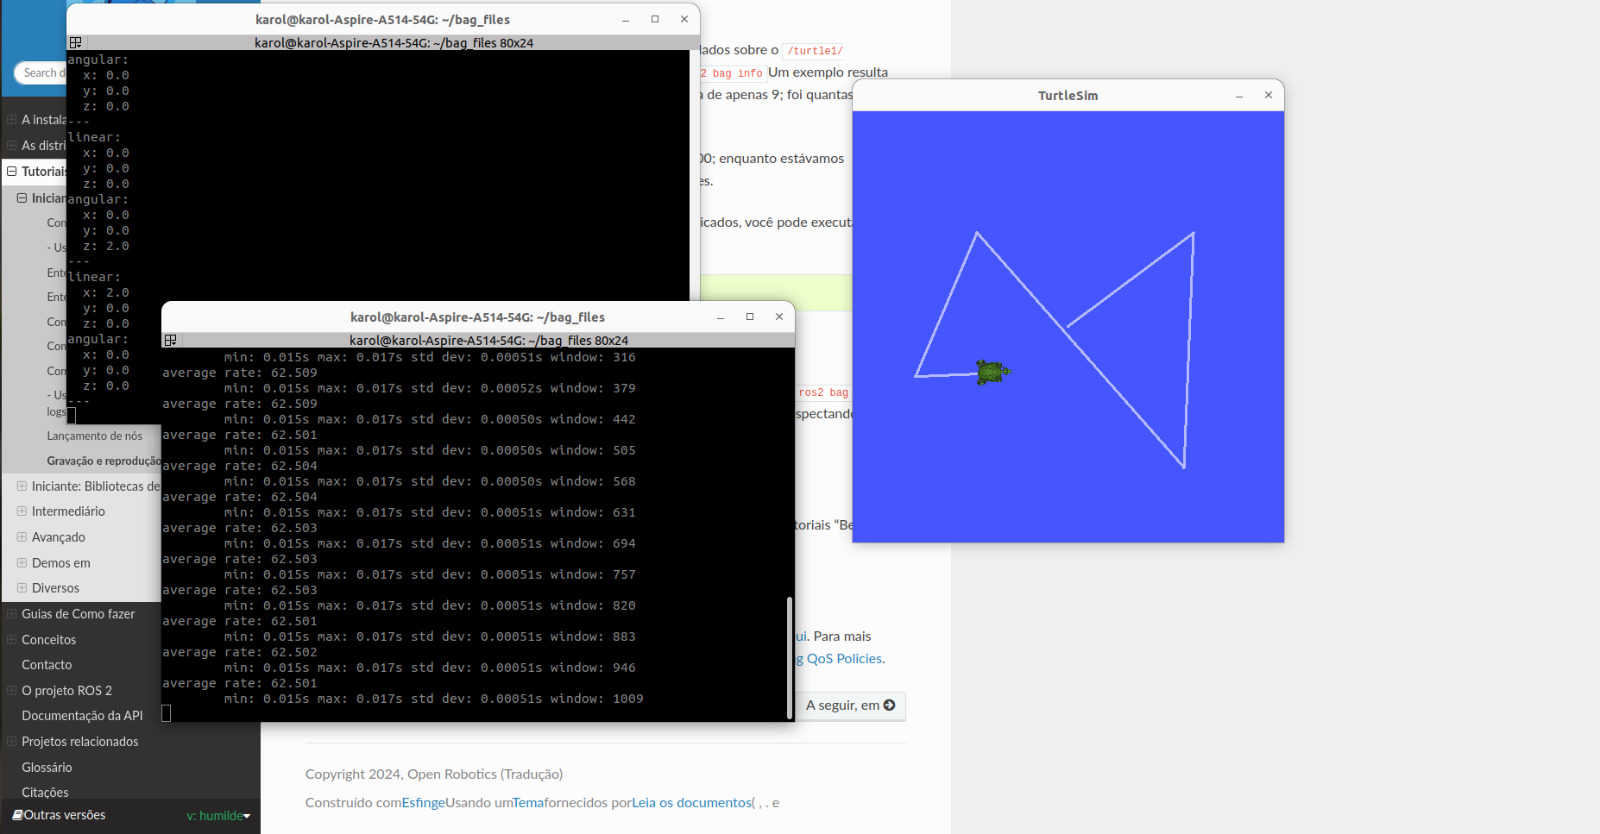 karol@karol-Aspire-A514-54G: ~/bag_files
karol@karol-Aspire-A514-54G: ~/bag_files 80x24
angular:
x: 0.0
y: 0.0
z: 0.0
---
linear:
x: 0.0
y: 0.0
z: 0.0
angular:
x: 0.0
y: 0.0
z: 2.0
---
linear:
x: 2.0
y: 0.0
z: 0.0
angular:
x: 0.0
y: 0.0
z: 0.0
---
karol@karol-Aspire-A514-54G: ~/bag_files
karol@karol-Aspire-A514-54G: ~/bag_files 80x24
min: 0.015s max: 0.017s std dev: 0.00051s window: 316
average rate: 62.509
min: 0.015s max: 0.017s std dev: 0.00052s window: 379
average rate: 62.509
min: 0.015s max: 0.017s std dev: 0.00050s window: 442
average rate: 62.501
min: 0.015s max: 0.017s std dev: 0.00050s window: 505
average rate: 62.504
min: 0.015s max: 0.017s std dev: 0.00050s window: 568
average rate: 62.504
min: 0.015s max: 0.017s std dev: 0.00051s window: 631
average rate: 62.503
min: 0.015s max: 0.017s std dev: 0.00051s window: 694
average rate: 62.503
min: 0.015s max: 0.017s std dev: 0.00051s window: 757
average rate: 62.503
min: 0.015s max: 0.017s std dev: 0.00051s window: 820
average rate: 62.501
min: 0.015s max: 0.017s std dev: 0.00051s window: 883
average rate: 62.502
min: 0.015s max: 0.017s std dev: 0.00051s window: 946
average rate: 62.501
min: 0.015s max: 0.017s std dev: 0.00051s window: 1009
TurtleSim
Search d
A instala
As distri
Tutoriais
Inician
Con
- Us
Ente
Ente
Con
Con
Con
- Us
logs
Lançamento de nós
Gravação e reprodução
Iniciante: Bibliotecas de
Intermediário
Avançado
Demos em
Diversos
Guias de Como fazer
Conceitos
Contacto
O projeto ROS 2
Documentação da API
Projetos relacionados
Glossário
Citações
Outras versões v: humilde
dados sobre o /turtle1/
2 bag info Um exemplo resulta
a de apenas 9; foi quantas
00; enquanto estávamos
es.
icados, você pode executa
ros2 bag
spectando
toriais “Be
ui. Para mais
g QoS Policies.
A seguir, em
Copyright 2024, Open Robotics (Tradução)
Construído comEsfingeUsando umTemafornecidos porLeia os documentos( , . e